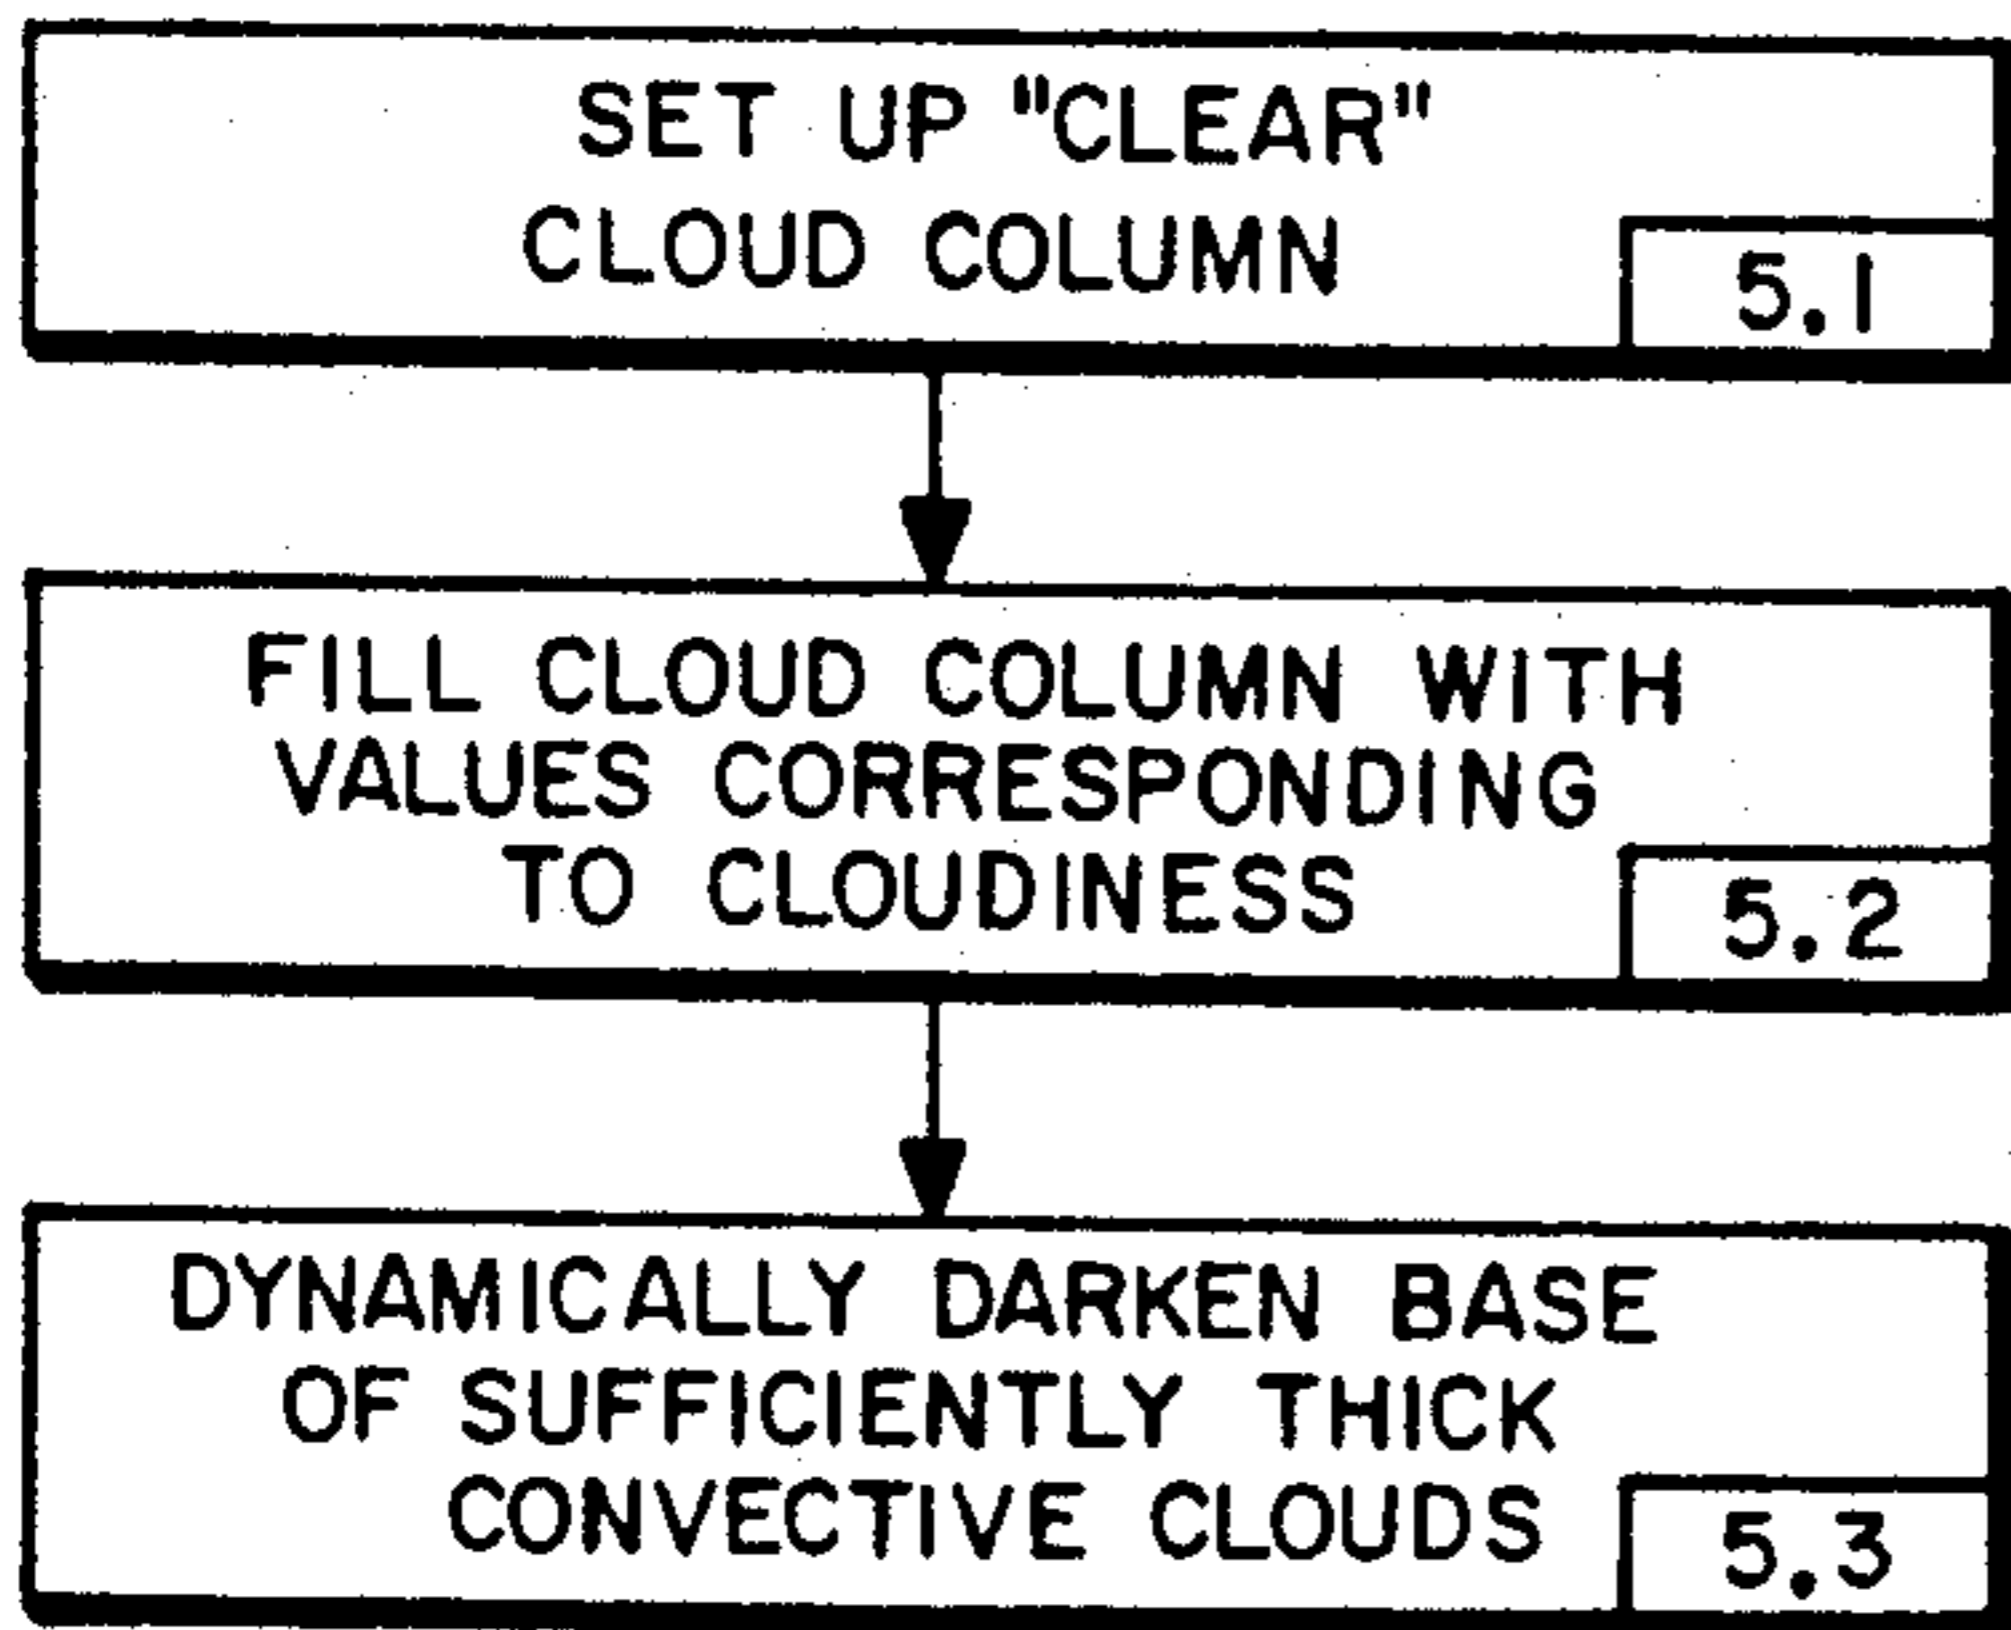 SET UP "CLEAR"
CLOUD COLUMN
5.1
FILL CLOUD COLUMN WITH
VALUES CORRESPONDING
TO CLOUDINESS
5.2
DYNAMICALLY DARKEN BASE
OF SUFFICIENTLY THICK
CONVECTIVE CLOUDS
5.3